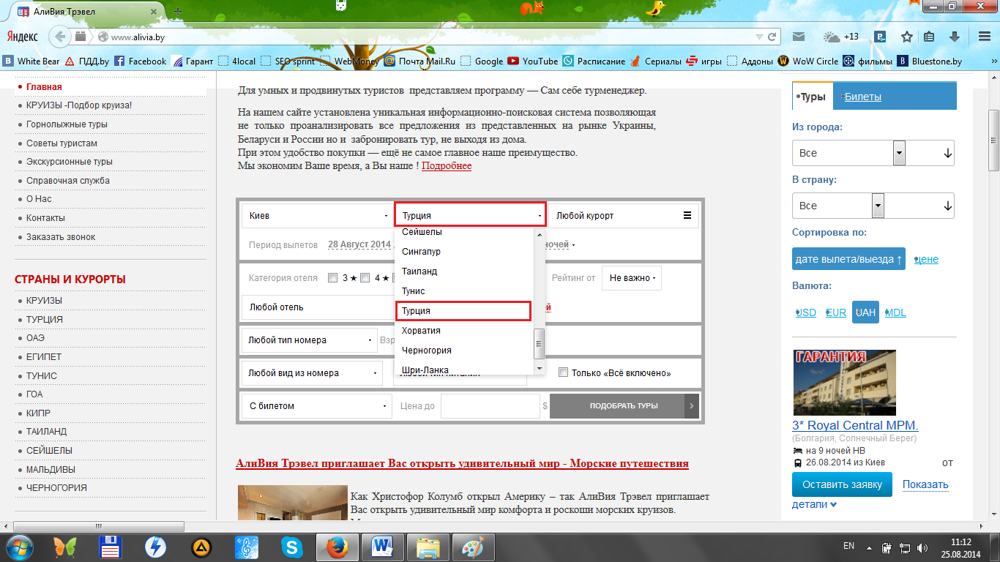 АлиВия Трэвел
Яндекс
www.alivia.by
+13
White Bear
ПДД.by
Facebook
Гарант
4local
SEO sprint
WebMoney
Почта Mail.Ru
Google
YouTube
Расписание
Сериалы
игры
Аддоны
WoW Circle
фильмы
Bluestone.by
Главная
КРУИЗЫ -Подбор круиза!
Горнолыжные туры
Советы туристам
Экскурсионные туры
Справочная служба
О Нас
Контакты
Заказать звонок
СТРАНЫ И КУРОРТЫ
КРУИЗЫ
ТУРЦИЯ
ОАЭ
ЕГИПЕТ
ТУНИС
ГОА
КИПР
ТАИЛАНД
СЕЙШЕЛЫ
МАЛЬДИВЫ
ЧЕРНОГОРИЯ
Для умных и продвинутых туристов представляем программу — Сам себе турменеджер.
На нашем сайте установлена уникальная информационно-поисковая система позволяющая
не только проанализировать все предложения из представленных на рынке Украины,
Беларуси и России но и забронировать тур, не выходя из дома.
При этом удобство покупки — ещё не самое главное наше преимущество.
Мы экономим Ваше время, а Вы наше ! Подробнее
Киев
Турция
Любой курорт
Период вылетов 28 Август 2014
ночей
Категория отеля 3 ★ 4 ★
Рейтинг от Не важно
Любой отель
Любой тип номера
Любой вид из номера
Только «Всё включено»
С билетом
Цена до
$
ПОДОБРАТЬ ТУРЫ
Сейшелы
Сингапур
Таиланд
Тунис
Турция
Хорватия
Черногория
Шри-Ланка
АлиВия Трэвел приглашает Вас открыть удивительный мир - Морские путешествия
Как Христофор Колумб открыл Америку – так АлиВия Трэвел приглашает
Вас открыть удивительный мир комфорта и роскоши морских круизов.
Туры
Билеты
Из города:
Все
В страну:
Все
Сортировка по:
дате вылета/выезда ↑
цене
Валюта:
USD
EUR
UAH
MDL
ГАРАНТИЯ
3* Royal Central MPM.
(Болгария, Солнечный Берег)
на 9 ночей HB
26.08.2014 из Киев
от
Оставить заявку
Показать
детали
EN
11:12
25.08.2014